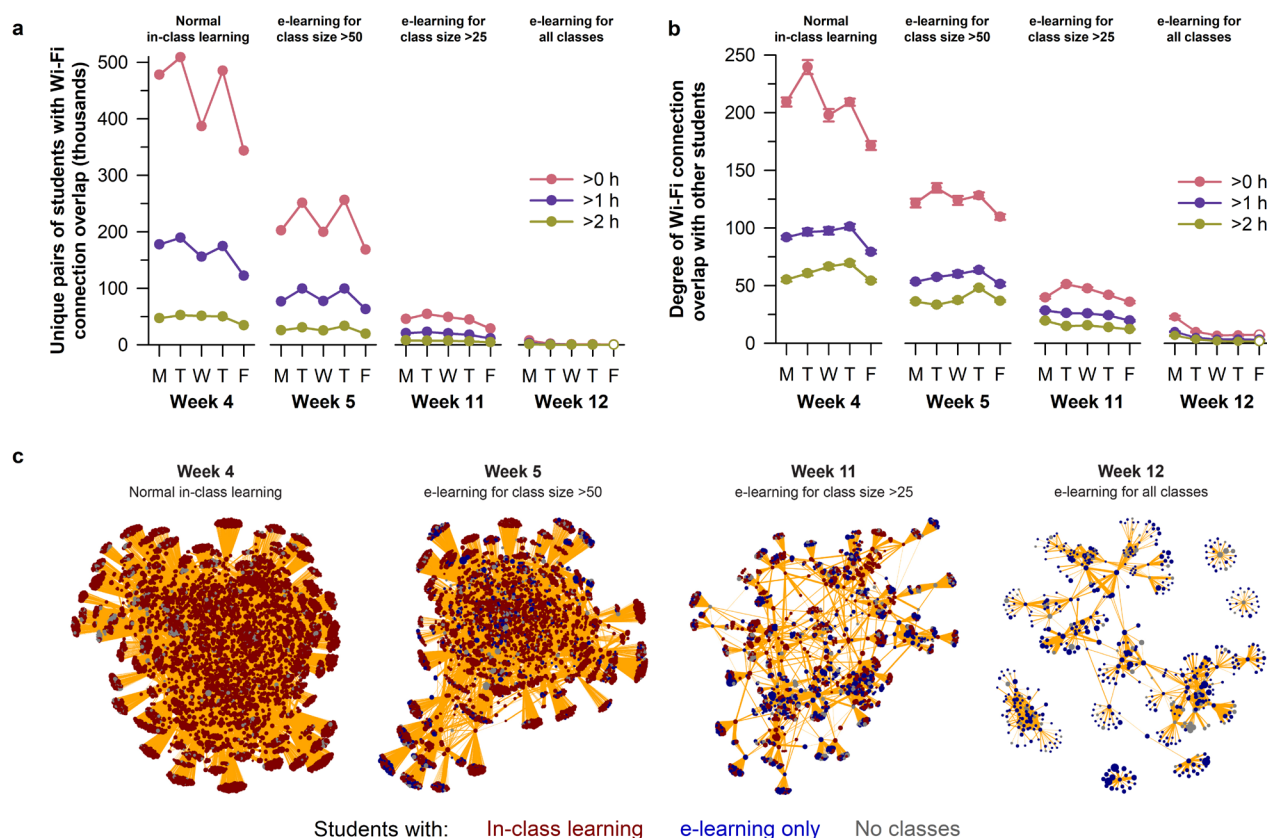 a
Normal
in-class learning
e-learning for
class size >50
e-learning for
class size >25
e-learning for
all classes
Unique pairs of students with Wi-Fi
connection overlap (thousands)
500
400
300
200
100
0
>0 h
>1 h
>2 h
M T W T F
M T W T F
M T W T F
M T W T F
Week 4
Week 5
Week 11
Week 12
b
Normal
in-class learning
e-learning for
class size >50
e-learning for
class size >25
e-learning for
all classes
Degree of Wi-Fi connection
overlap with other students
250
200
150
100
50
0
>0 h
>1 h
>2 h
M T W T F
M T W T F
M T W T F
M T W T F
Week 4
Week 5
Week 11
Week 12
c
Week 4
Normal in-class learning
Week 5
e-learning for class size >50
Week 11
e-learning for class size >25
Week 12
e-learning for all classes
Students with: In-class learning e-learning only No classes